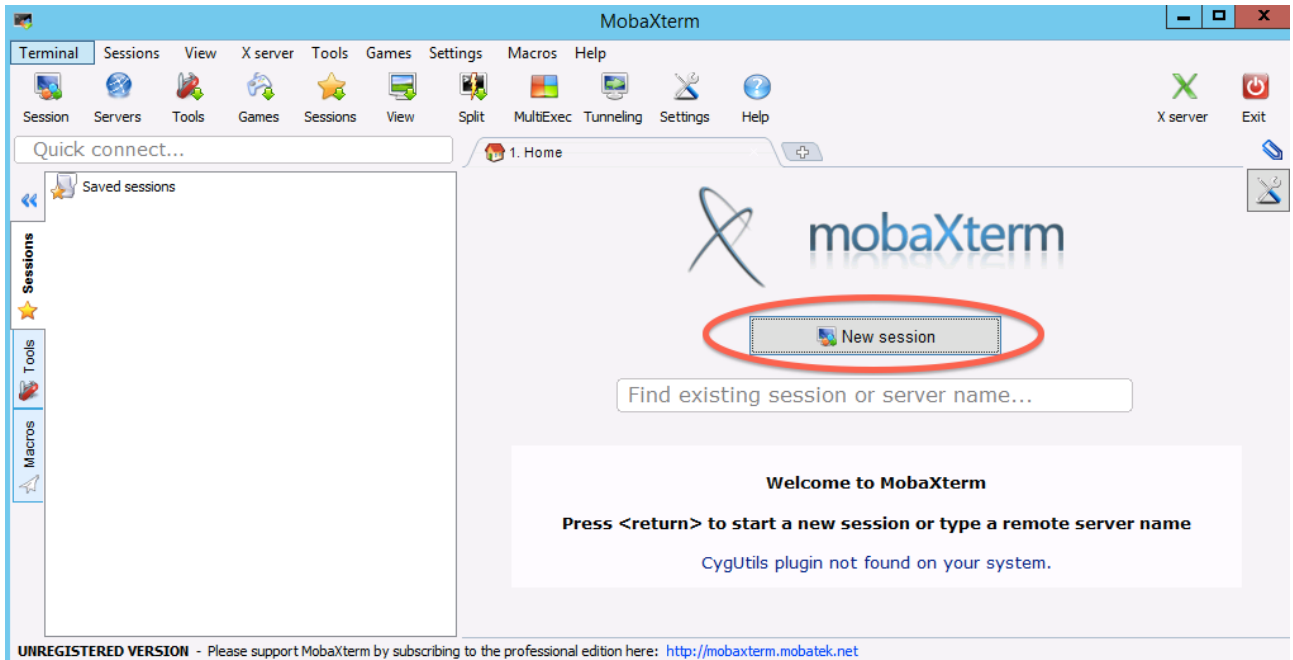 MobaXterm
Terminal Sessions View X server Tools Games Settings Macros Help
Session Servers Tools Games Sessions View Split MultiExec Tunneling Settings Help X server Exit
Quick connect...
1. Home
Saved sessions
Sessions
Tools
Macros
mobaXterm
New session
Find existing session or server name...
Welcome to MobaXterm
Press <return> to start a new session or type a remote server name
CygUtils plugin not found on your system.
UNREGISTERED VERSION - Please support MobaXterm by subscribing to the professional edition here: http://mobaxterm.mobatek.net